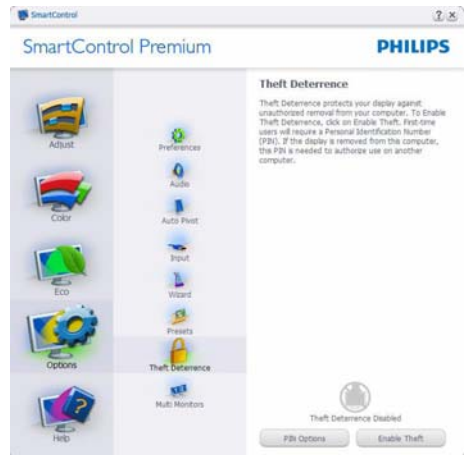 SmartControl
? x
SmartControl Premium
PHILIPS
Adjust
Color
Eco
Options
Help
Preferences
Audio
Auto Pivot
Input
Wizard
Presets
Theft Deterrence
Multi Monitors
Theft Deterrence
Theft Deterrence protects your display against
unauthorized removal from your computer. To Enable
Theft Deterrence, click on Enable Theft. First-time
users will require a Personal Identification Number
(PIN). If the display is removed from this computer,
this PIN is needed to authorize use on another
computer.
Theft Deterrence Disabled
PIN Options
Enable Theft